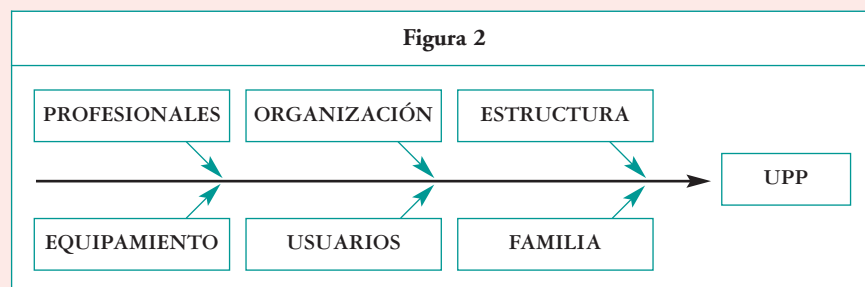 Figura 2
PROFESIONALES
ORGANIZACIÓN
ESTRUCTURA
UPP
EQUIPAMIENTO
USUARIOS
FAMILIA